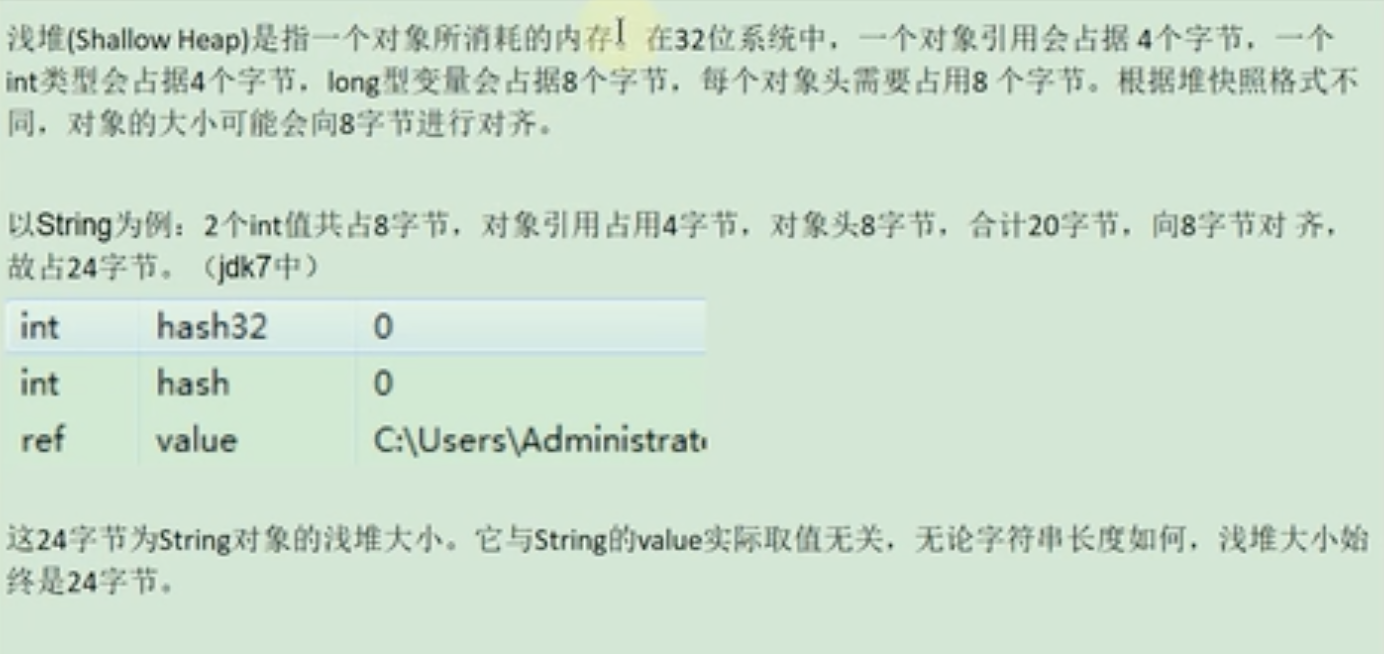 浅堆(Shallow Heap)是指一个对象所消耗的内存。在32位系统中，一个对象引用会占据 4个字节，一个
int类型会占据4个字节，long型变量会占据8个字节，每个对象头需要占用8 个字节。根据堆快照格式不
同，对象的大小可能会向8字节进行对齐。
以String为例：2个int值共占8字节，对象引用占用4字节，对象头8字节，合计20字节，向8字节对 齐，
故占24字节。（jdk7中）
int hash32 0
int hash 0
ref value C:\Users\Administrat
这24字节为String对象的浅堆大小。它与String的value实际取值无关，无论字符串长度如何，浅堆大小始
终是24字节。